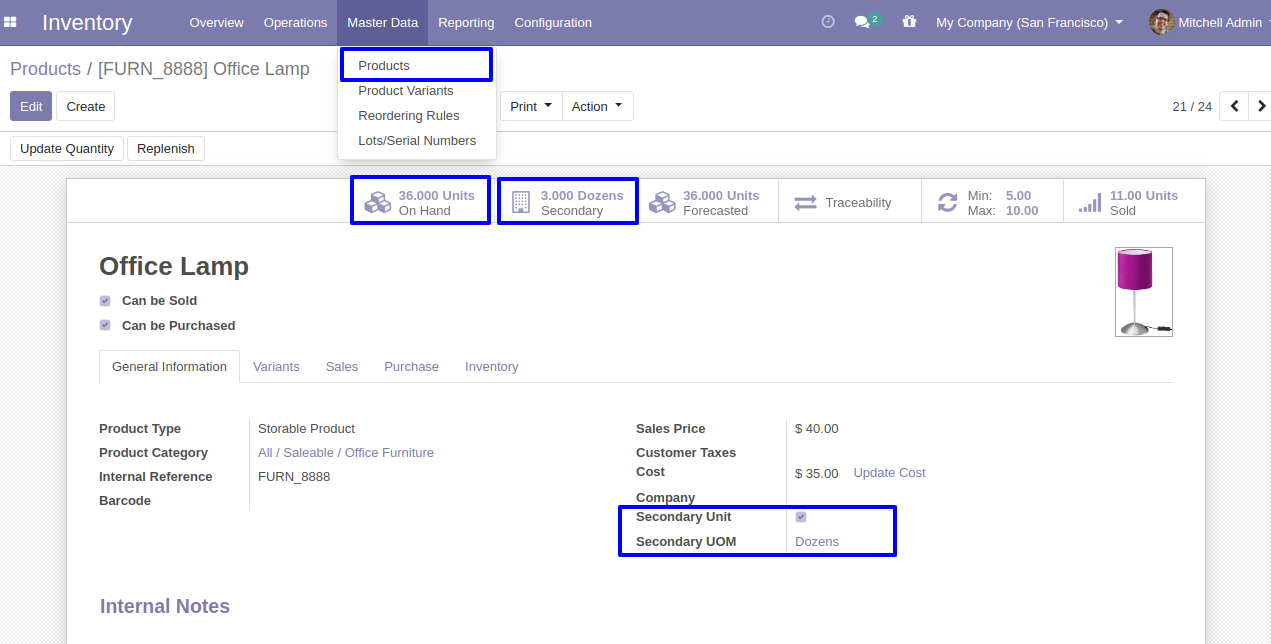 Inventory Overview Operations Master Data Reporting Configuration 2 My Company (San Francisco) Mitchell Admin
Products / [FURN_8888] Office Lamp
Products
Product Variants
Reordering Rules
Lots/Serial Numbers
Edit Create Print Action 21 / 24
Update Quantity Replenish
36.000 Units
On Hand
3.000 Dozens
Secondary
36.000 Units
Forecasted
Traceability
Min: 5.00
Max: 10.00
11.00 Units
Sold
Office Lamp
Can be Sold
Can be Purchased
General Information Variants Sales Purchase Inventory
Product Type Storable Product
Product Category All / Saleable / Office Furniture
Internal Reference FURN_8888
Barcode
Sales Price $ 40.00
Customer Taxes
Cost $ 35.00 Update Cost
Company
Secondary Unit
Secondary UOM Dozens
Internal Notes